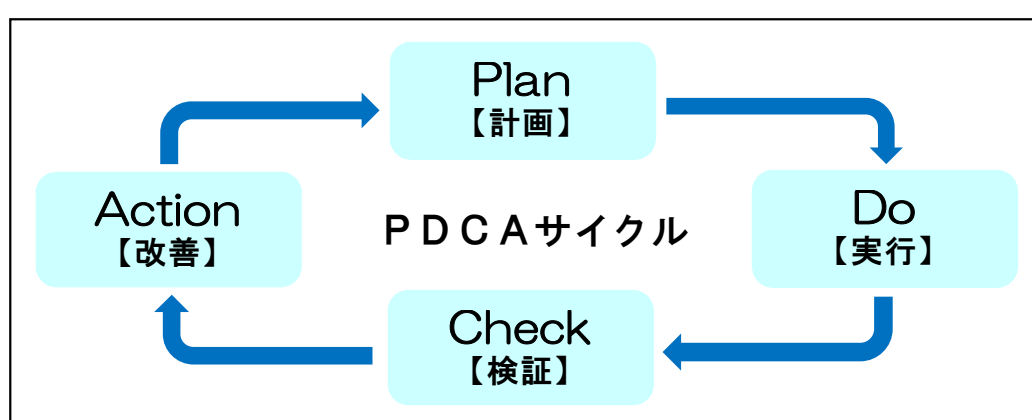 Plan
【計画】
Action
【改善】
ＰＤＣＡサイクル
Do
【実行】
Check
【検証】